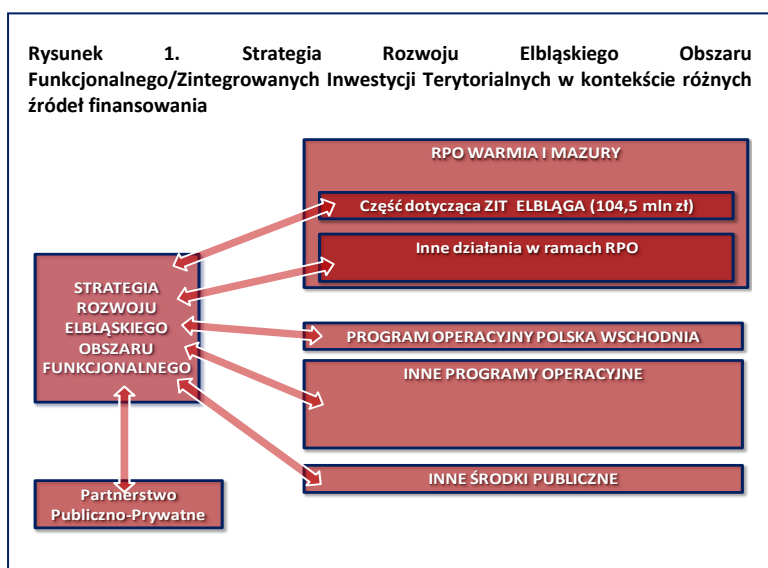 Rysunek 1. Strategia Rozwoju Elbląskiego Obszaru
Funkcjonalnego/Zintegrowanych Inwestycji Terytorialnych w kontekście różnych
źródeł finansowania
RPO WARMIA I MAZURY
Część dotycząca ZIT ELBLĄGA (104,5 mln zł)
Inne działania w ramach RPO
STRATEGIA
ROZWOJU
ELBLĄSKIEGO
OBSZARU
FUNKCJONALNEGO
PROGRAM OPERACYJNY POLSKA WSCHODNIA
INNE PROGRAMY OPERACYJNE
INNE ŚRODKI PUBLICZNE
Partnerstwo
Publiczno-Prywatne